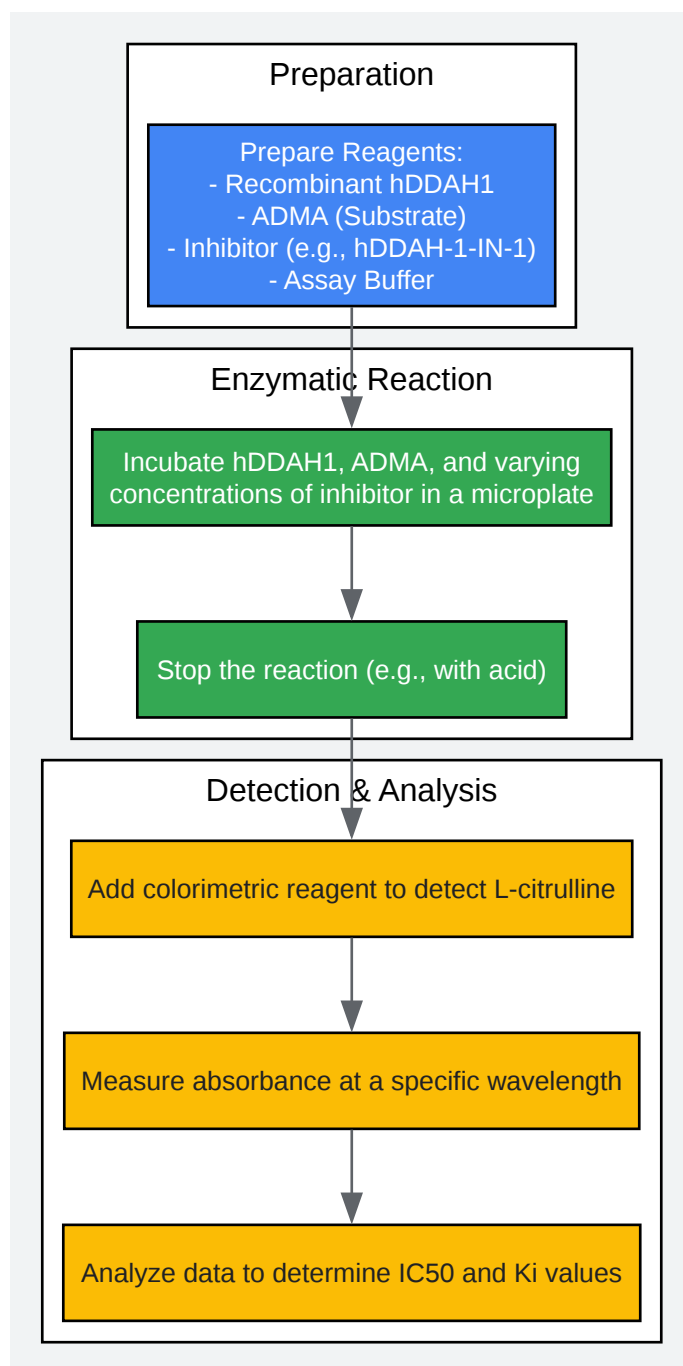 Preparation
Prepare Reagents:
- Recombinant hDDAH1
- ADMA (Substrate)
- Inhibitor (e.g., hDDAH-1-IN-1)
- Assay Buffer
Enzymatic Reaction
Incubate hDDAH1, ADMA, and varying
concentrations of inhibitor in a microplate
Stop the reaction (e.g., with acid)
Detection & Analysis
Add colorimetric reagent to detect L-citrulline
Measure absorbance at a specific wavelength
Analyze data to determine IC50 and Ki values